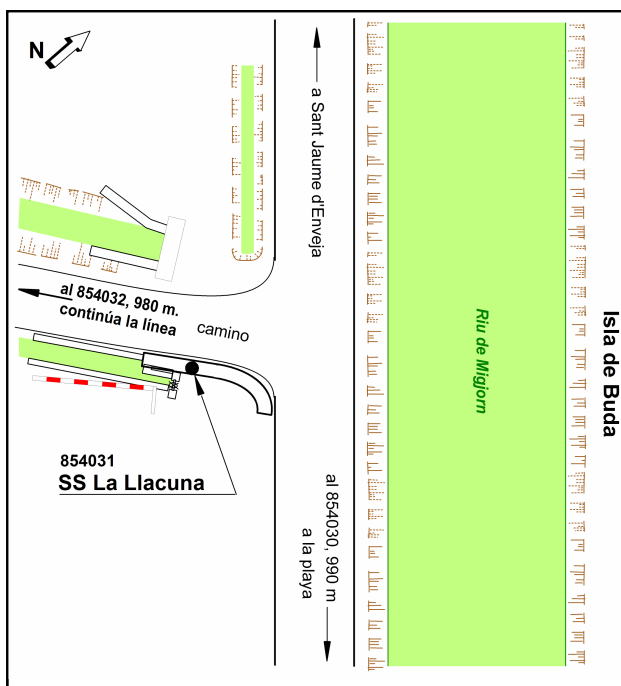 N
a Sant Jaume d'Enveja
al 854032, 980 m.
continúa la línea
camino
Riu de Migjorn
Isla de Buda
854031
SS La Llacuna
al 854030, 990 m
a la playa